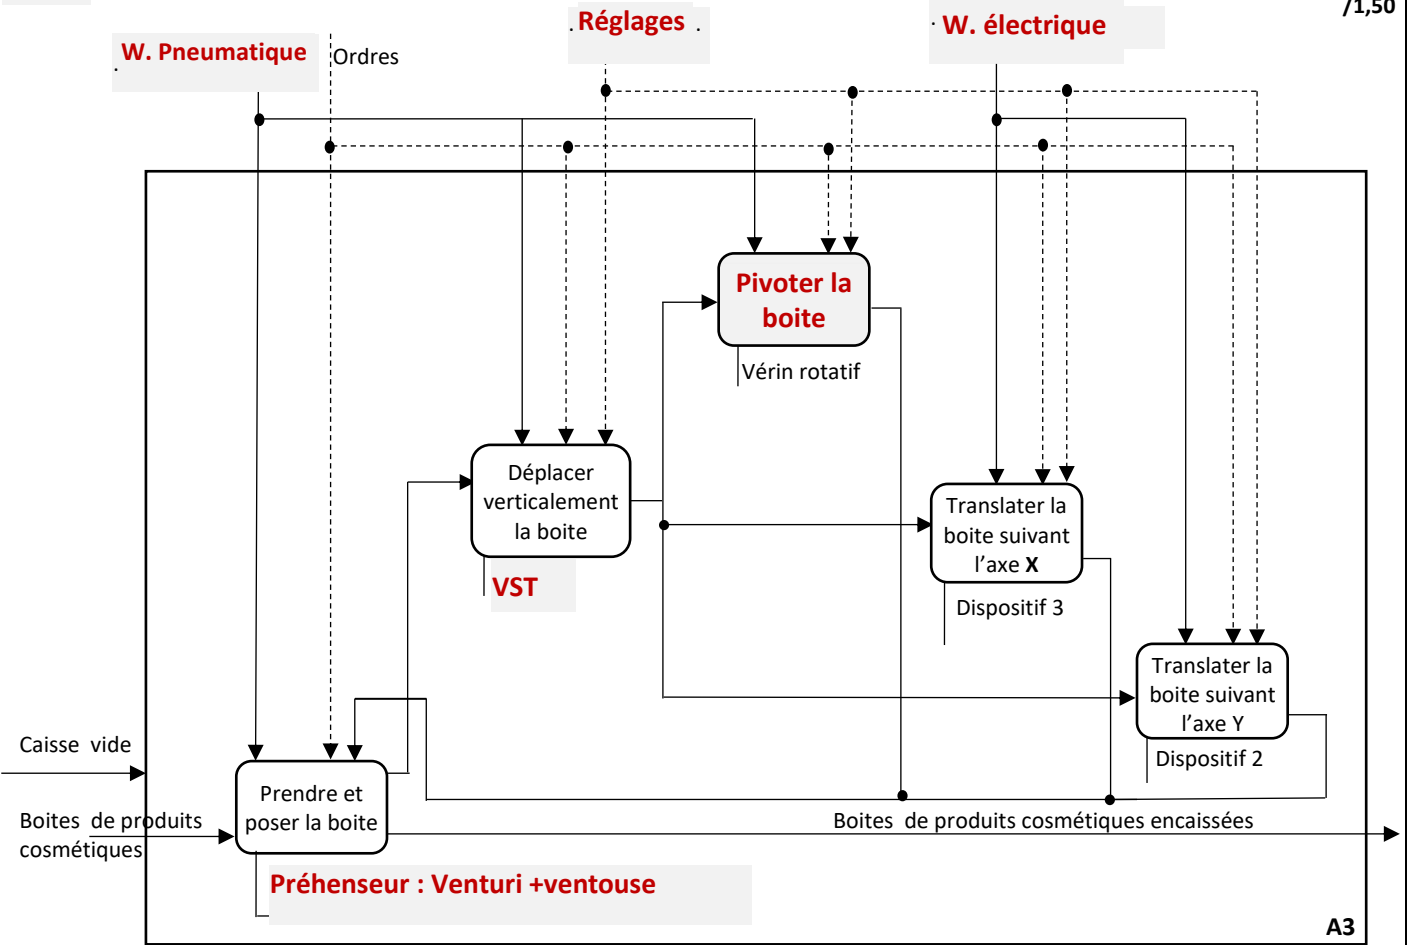 /1,50
. Réglages .
. W. électrique
W. Pneumatique
.
Ordres
Pivoter la
boite
Vérin rotatif
Déplacer
verticalement
la boite
VST
Translater la
boite suivant
l’axe X
Dispositif 3
Translater la
boite suivant
l’axe Y
Dispositif 2
Caisse vide
Prendre et
poser la boite
Boites de produits
cosmétiques
Boites de produits cosmétiques encaissées
Préhenseur : Venturi +ventouse
A3